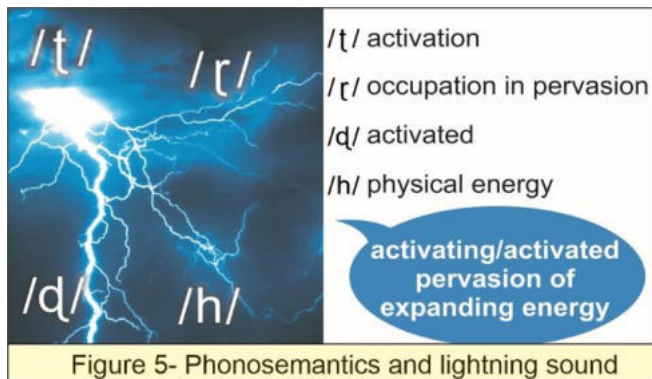 /ʈ/
/ɽ/
/ɖ/
/h/
/ʈ/ activation
/ɽ/ occupation in pervasion
/ɖ/ activated
/h/ physical energy
activating/activated
pervasion of
expanding energy
Figure 5- Phonosemantics and lightning sound